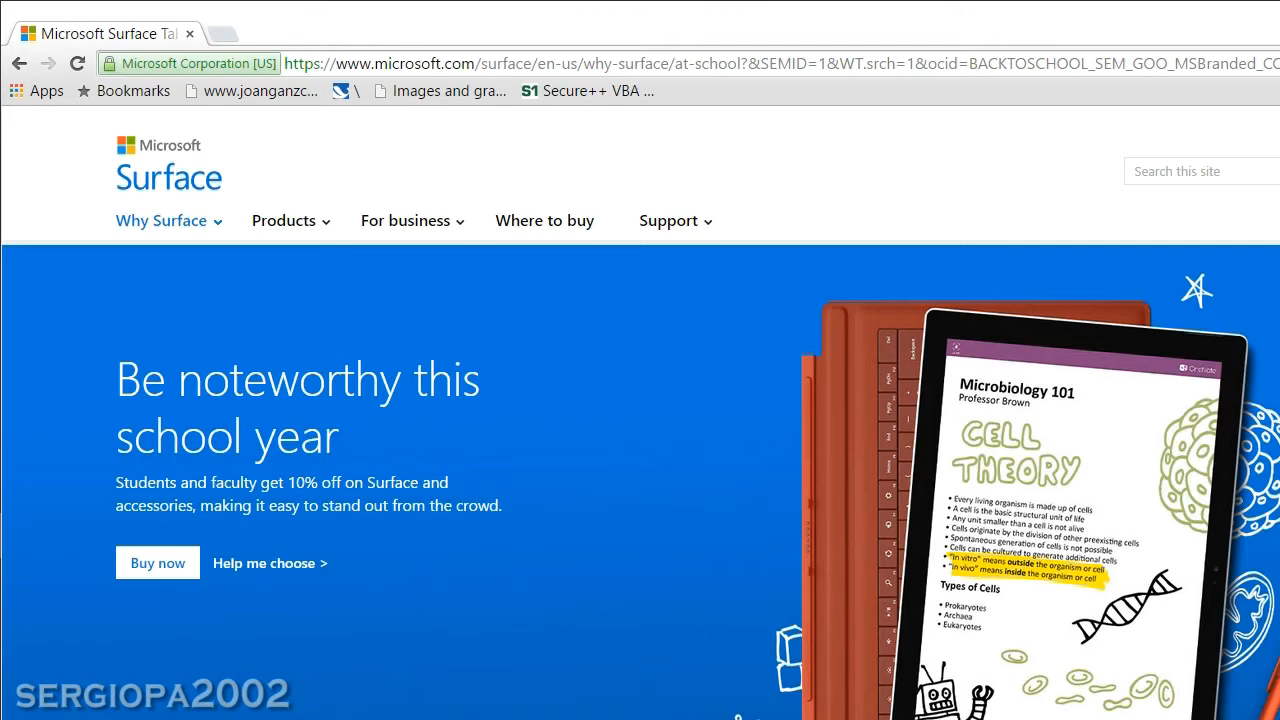 Microsoft Surface Tal
Microsoft Corporation [US] https://www.microsoft.com/surface/en-us/why-surface/at-school?&SEMID=1&WT.srch=1&ocid=BACKTOSCHOOL_SEM_GOO_MSBranded_CO
Apps Bookmarks www.joanganzc... \ Images and gra... S1 Secure++ VBA ...
Microsoft
Surface
Search this site
Why Surface Products For business Where to buy Support
Be noteworthy this
school year
Students and faculty get 10% off on Surface and
accessories, making it easy to stand out from the crowd.
Buy now Help me choose >
OneNote
Microbiology 101
Professor Brown
CELL
THEORY
• Every living organism is made up of cells
• A cell is the basic structural unit of life
• Any unit smaller than a cell is not alive
• Cells originate by the division of other preexisting cells
• Spontaneous generation of cells is not possible
• Cells can be cultured to generate additional cells
• "In vitro" means outside the organism or cell
• "In vivo" means inside the organism or cell
Types of Cells
• Prokaryotes
• Archaea
• Eukaryotes
SERGIOPA2002